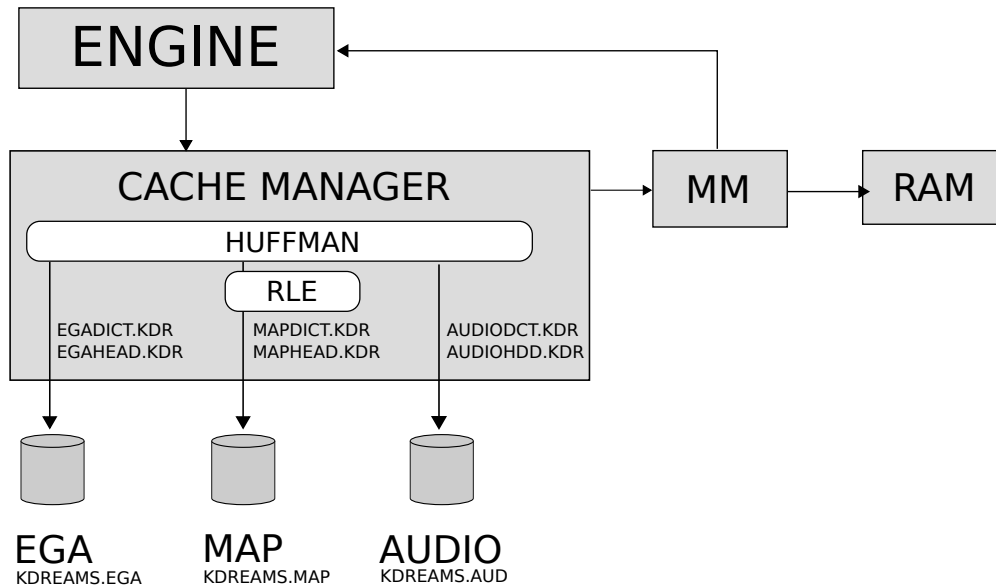 ENGINE
CACHE MANAGER
MM
RAM
HUFFMAN
RLE
EGADICT.KDR
EGAHEAD.KDR
MAPDICT.KDR
MAPHEAD.KDR
AUDIODCT.KDR
AUDIOHDD.KDR
EGA
KDREAMS.EGA
MAP
KDREAMS.MAP
AUDIO
KDREAMS.AUD